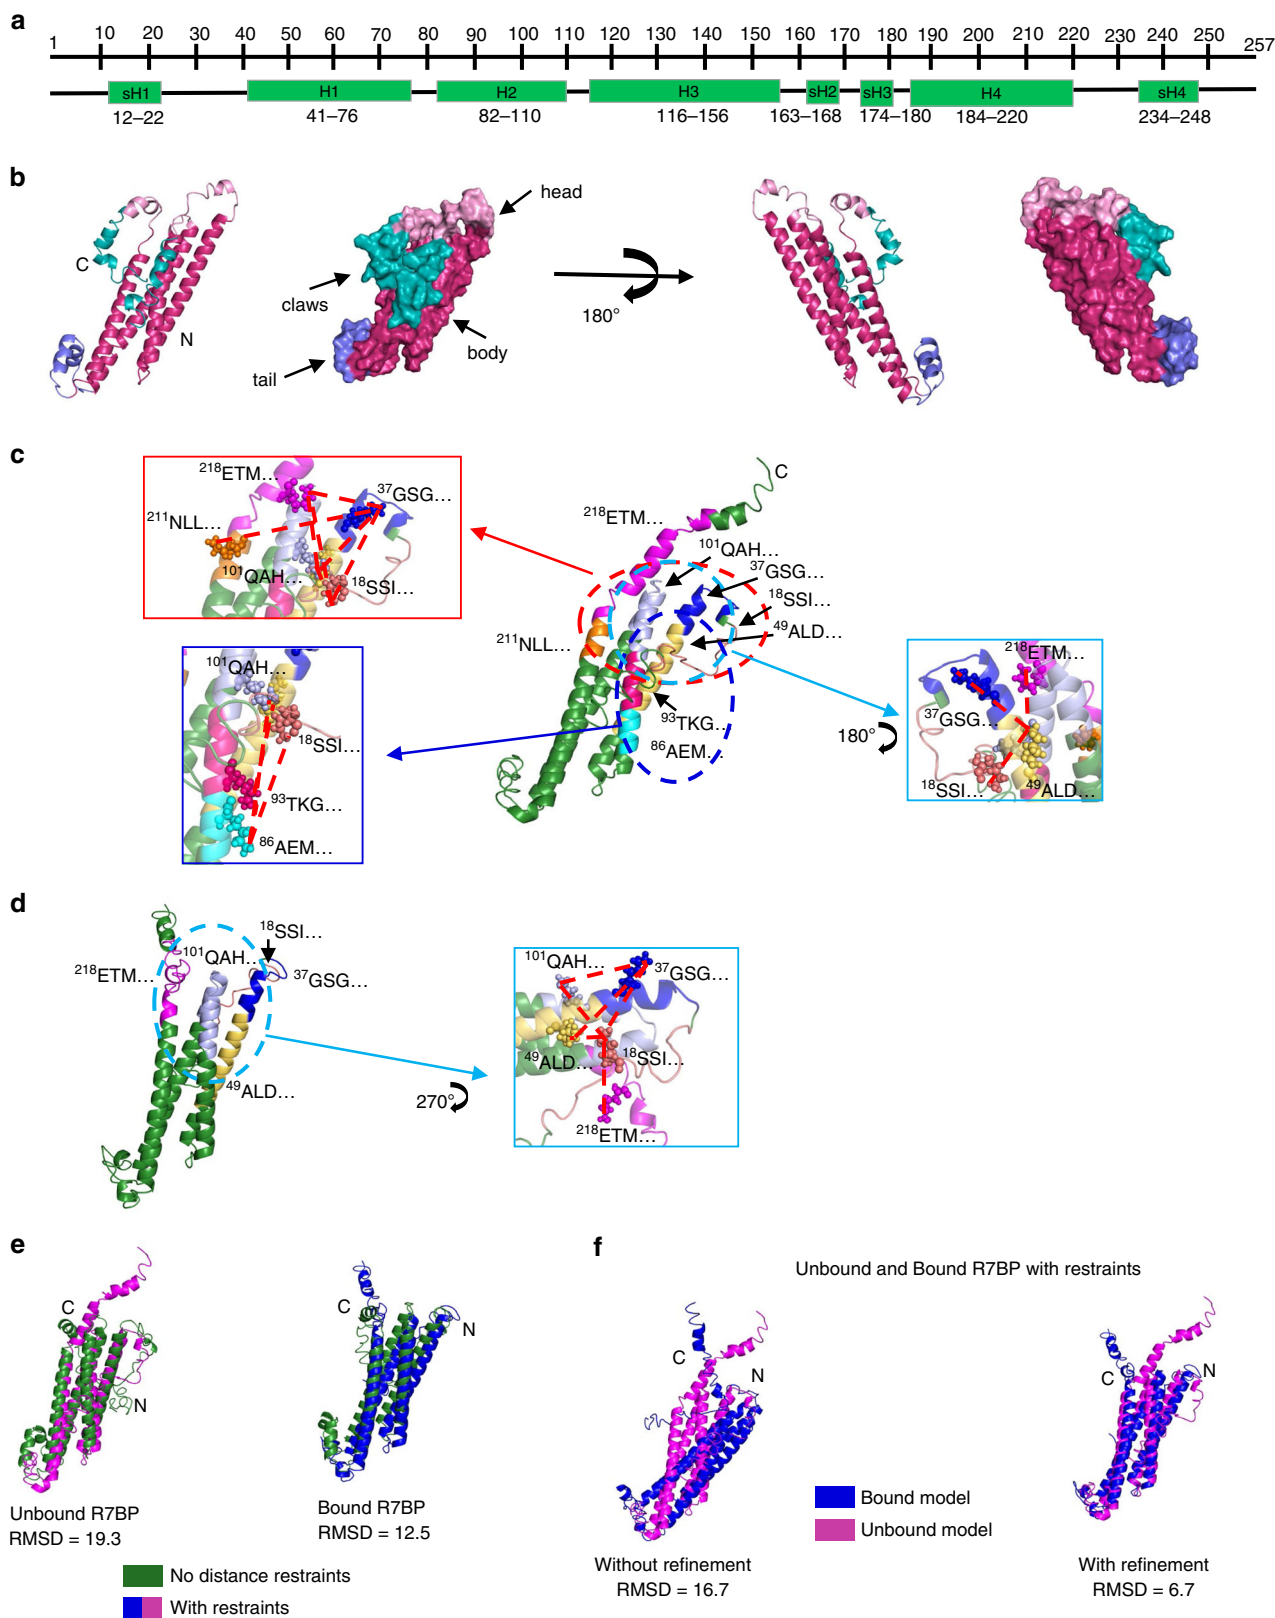 a
1 10 20 30 40 50 60 70 80 90 100 110 120 130 140 150 160 170 180 190 200 210 220 130 240 250 257
sH1 H1 H2 H3 sH2 sH3 H4 sH4
12–22 41–76 82–110 116–156 163–168 174–180 184–220 234–248
b
head
C
claws
180°
N
body
tail
c
218ETM...
37GSG...
211NLL...
101QAH...
18SSI...
C
218ETM...
101QAH...
37GSG...
18SSI...
49ALD...
211NLL...
93TKG...
86AEM...
101QAH...
18SSI...
93TKG...
86AEM...
180°
218ETM...
37GSG...
18SSI...
49ALD...
d
18SSI...
101QAH...
218ETM...
37GSG...
49ALD...
270°
101QAH...
37GSG...
49ALD...
18SSI...
218ETM...
e
C
N
Unbound R7BP
RMSD = 19.3
C
N
Bound R7BP
RMSD = 12.5
No distance restraints
With restraints
f
Unbound and Bound R7BP with restraints
C
N
Without refinement
RMSD = 16.7
Bound model
Unbound model
C
N
With refinement
RMSD = 6.7